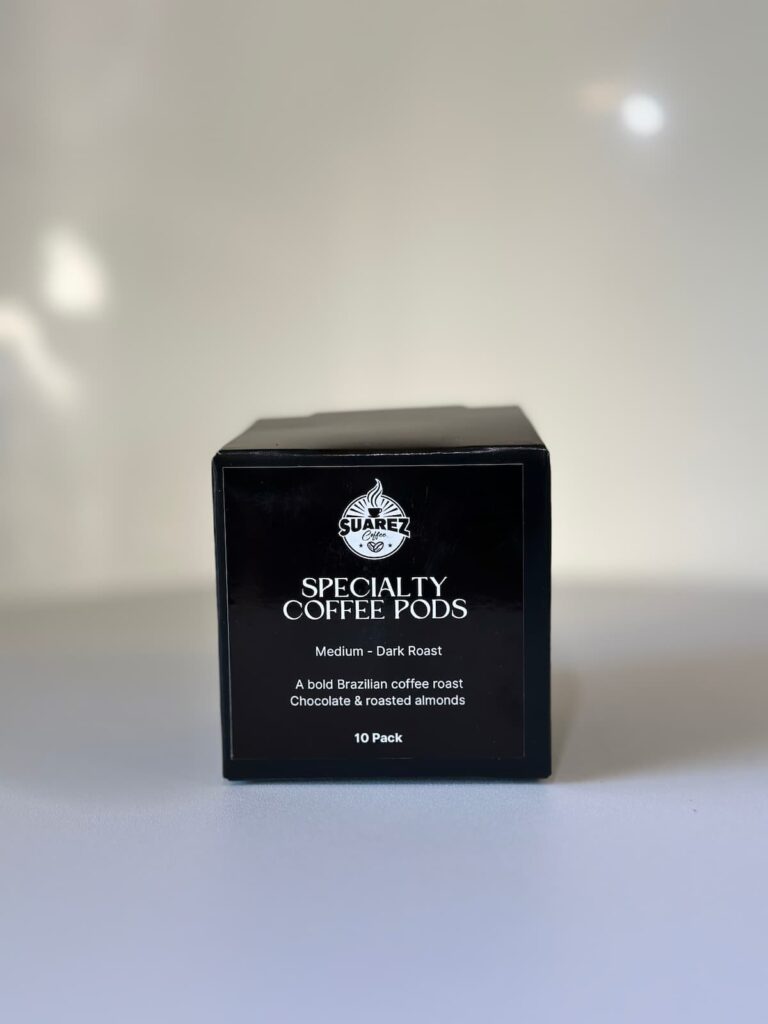 SUAREZ
Coffee
SPECIALTY
COFFEE PODS
Medium - Dark Roast
A bold Brazilian coffee roast
Chocolate & roasted almonds
10 Pack